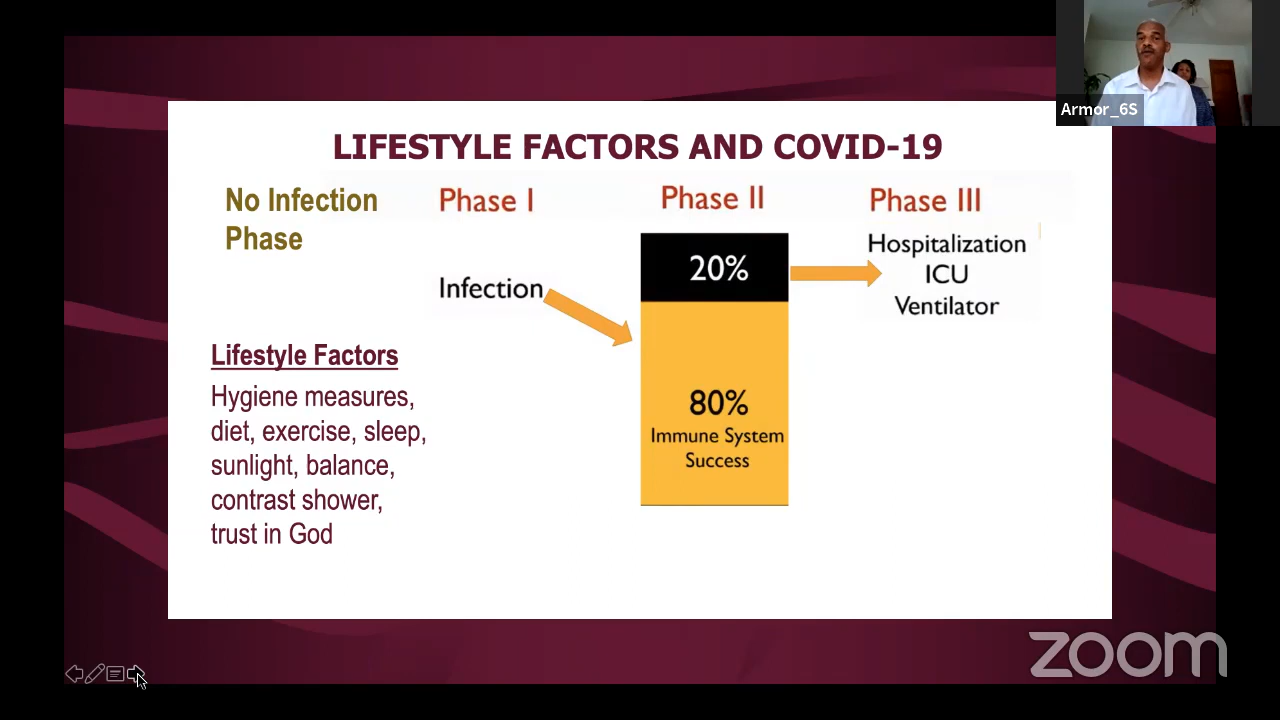 LIFESTYLE FACTORS AND COVID-19
No Infection
Phase
Phase I
Phase II
Phase III
Infection
20%
Hospitalization
ICU
Ventilator
80%
Immune System
Success
Lifestyle Factors
Hygiene measures,
diet, exercise, sleep,
sunlight, balance,
contrast shower,
trust in God
Armor_6S
zoom